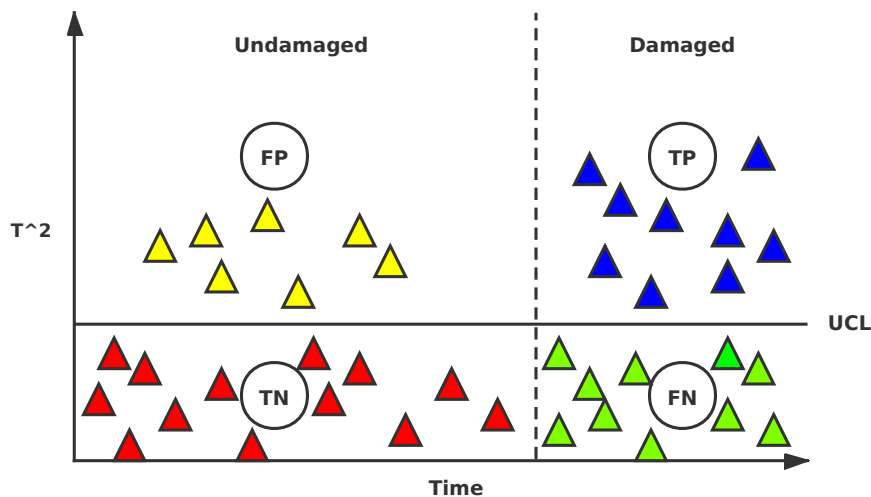 Undamaged
Damaged
FP
TP
T^2
UCL
TN
FN
Time